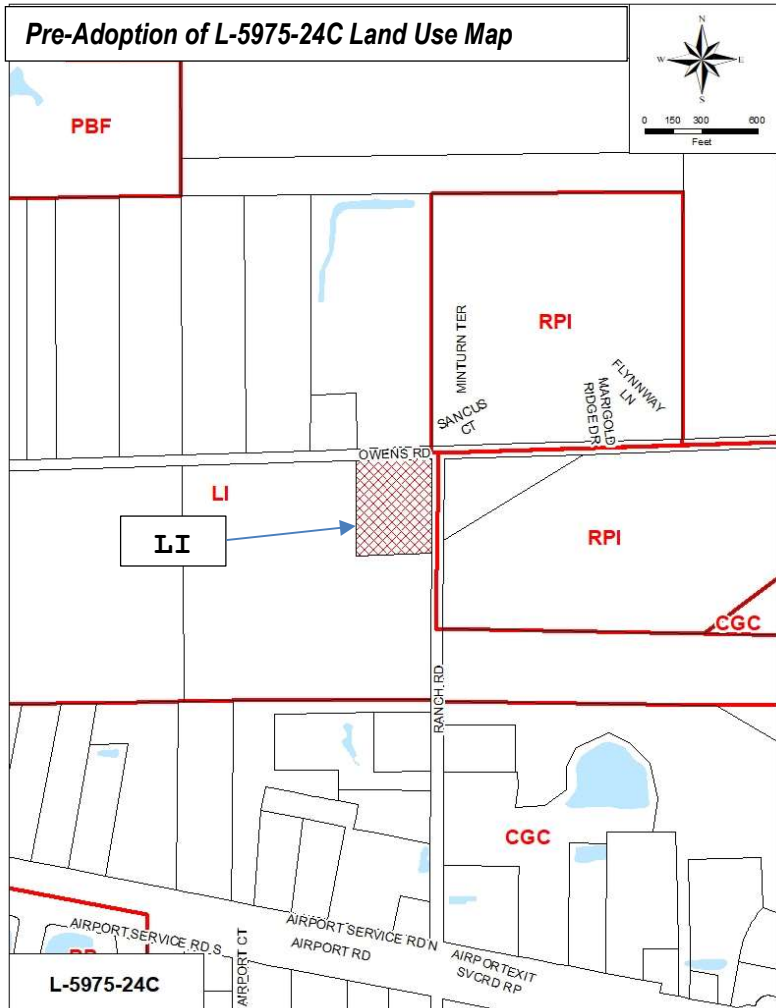 Pre-Adoption of L-5975-24C Land Use Map
N
W
E
S
0 150 300 600
Feet
PBF
RPI
MINTURN TER
SANCUS
CT
FLYNNWAY
LN
MARIGOLD
RIDGE DR
OWENS RD
LI
LI
RPI
CGC
RANCH RD
CGC
AIRPORT SERVICE RD S
AIRPORT SERVICE RD N
AIRPORT RD
AIRPORT EXIT
SVCRD RP
AIRPORT CT
L-5975-24C